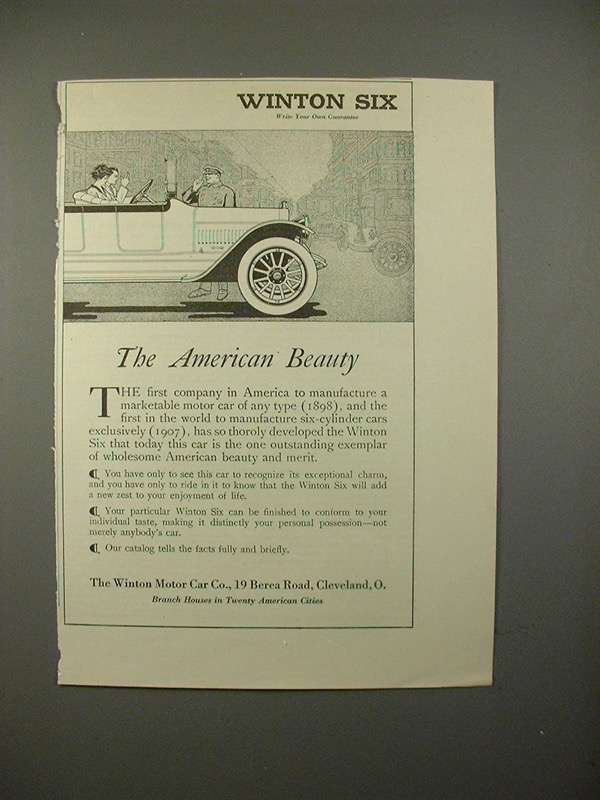 WINTON SIX
Write Your Own Guarantee
The American Beauty
THE first company in America to manufacture a
marketable motor car of any type (1898), and the
first in the world to manufacture six-cylinder cars
exclusively (1907), has so thoroly developed the Winton
Six that today this car is the one outstanding exemplar
of wholesome American beauty and merit.
¶ You have only to see this car to recognize its exceptional charm,
and you have only to ride in it to know that the Winton Six will add
a new zest to your enjoyment of life.
¶ Your particular Winton Six can be finished to conform to your
individual taste, making it distinctly your personal possession—not
merely anybody's car.
¶ Our catalog tells the facts fully and briefly.
The Winton Motor Car Co., 19 Berea Road, Cleveland, O.
Branch Houses in Twenty American Cities